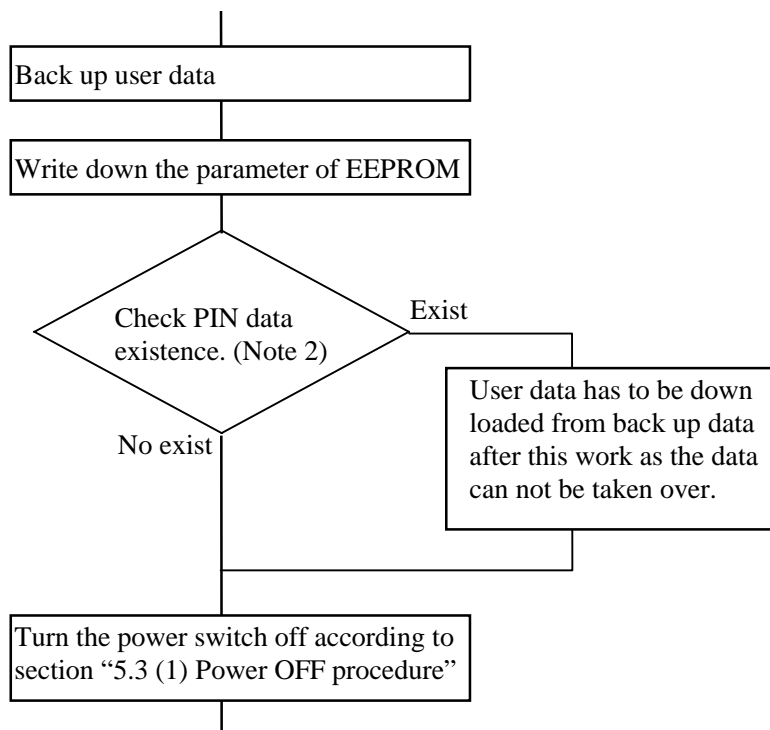 Back up user data
Write down the parameter of EEPROM
Check PIN data
existence. (Note 2)
Exist
No exist
User data has to be down
loaded from back up data
after this work as the data
can not be taken over.
Turn the power switch off according to
section “5.3 (1) Power OFF procedure”